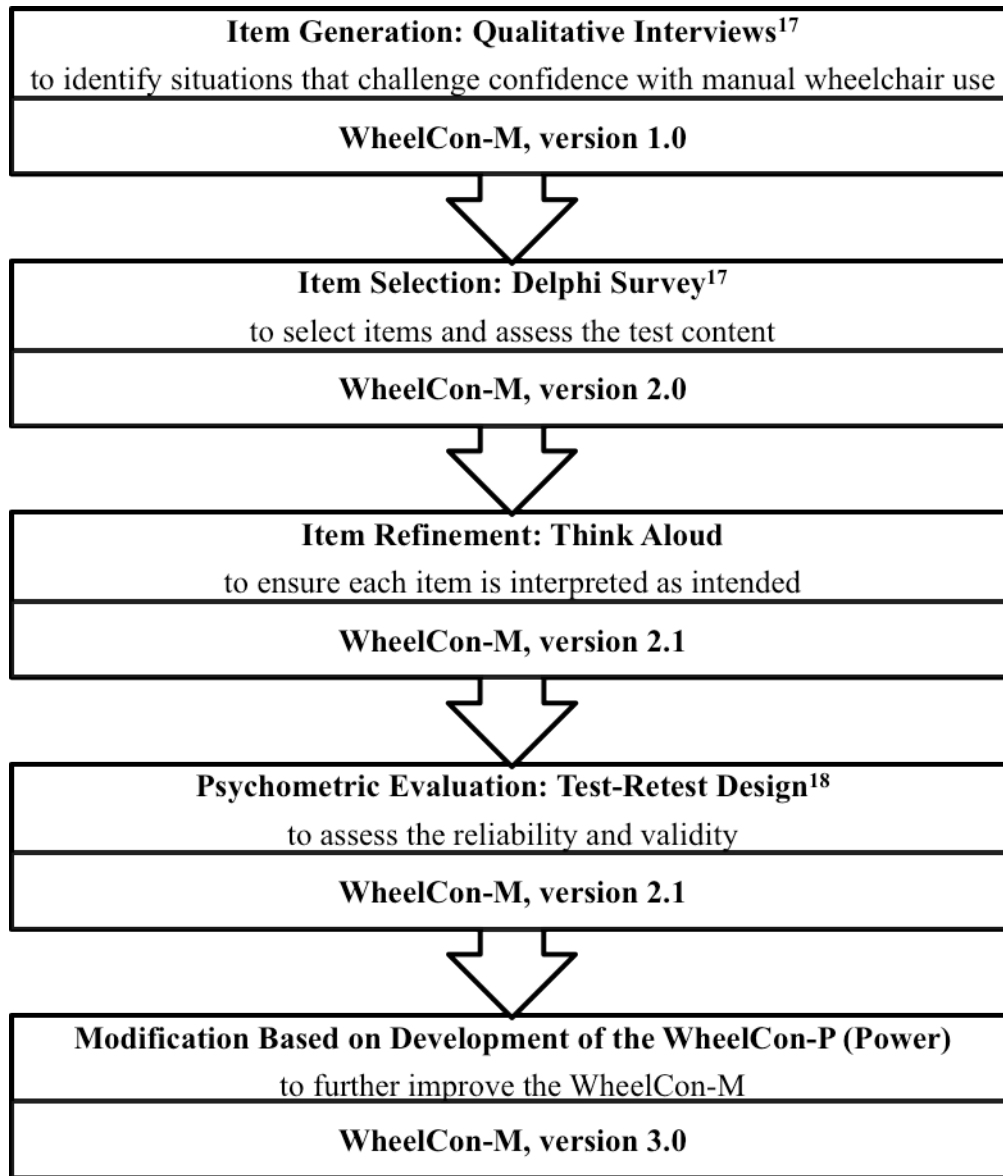 Item Generation: Qualitative Interviews¹⁷
to identify situations that challenge confidence with manual wheelchair use
WheelCon-M, version 1.0
Item Selection: Delphi Survey¹⁷
to select items and assess the test content
WheelCon-M, version 2.0
Item Refinement: Think Aloud
to ensure each item is interpreted as intended
WheelCon-M, version 2.1
Psychometric Evaluation: Test-Retest Design¹⁸
to assess the reliability and validity
WheelCon-M, version 2.1
Modification Based on Development of the WheelCon-P (Power)
to further improve the WheelCon-M
WheelCon-M, version 3.0